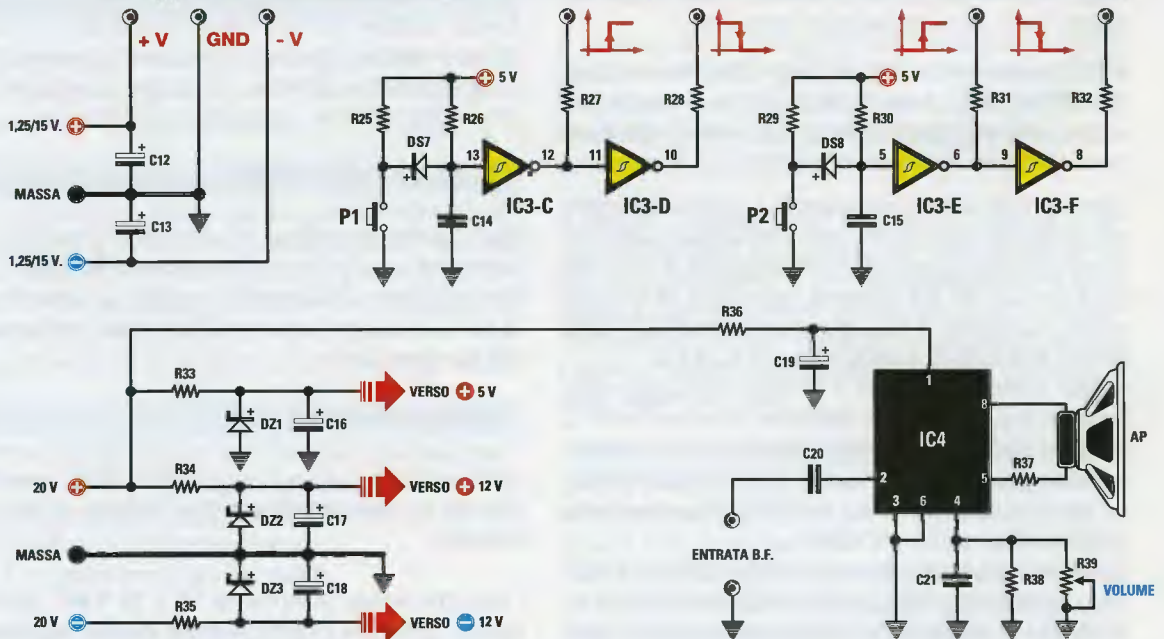 + V GND - V
1,25/15 V. +
C12
MASSA
C13
1,25/15 V. -
+ 5 V
R25
R26
DS7
+
13
12
IC3-C
P1
C14
R27
11
10
IC3-D
R28
+ 5 V
R29
R30
DS8
+
5
6
IC3-E
P2
C15
R31
9
8
IC3-F
R32
R36
C19
+
R33
DZ1
+
C16
+
VERSO + 5 V
20 V +
R34
DZ2
+
C17
+
VERSO + 12 V
MASSA
DZ3
+
C18
+
20 V -
R35
VERSO - 12 V
1
8
IC4
AP
C20
2
5
R37
3
6
4
ENTRATA B.F.
C21
R38
R39
VOLUME